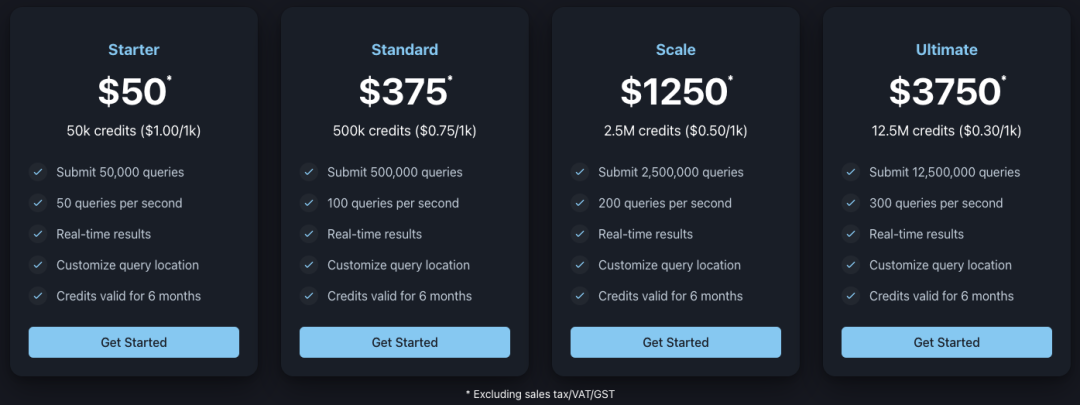 Starter
$50*
50k credits ($1.00/1k)
Submit 50,000 queries
50 queries per second
Real-time results
Customize query location
Credits valid for 6 months
Get Started
Standard
$375*
500k credits ($0.75/1k)
Submit 500,000 queries
100 queries per second
Real-time results
Customize query location
Credits valid for 6 months
Get Started
Scale
$1250*
2.5M credits ($0.50/1k)
Submit 2,500,000 queries
200 queries per second
Real-time results
Customize query location
Credits valid for 6 months
Get Started
Ultimate
$3750*
12.5M credits ($0.30/1k)
Submit 12,500,000 queries
300 queries per second
Real-time results
Customize query location
Credits valid for 6 months
Get Started
* Excluding sales tax/VAT/GST